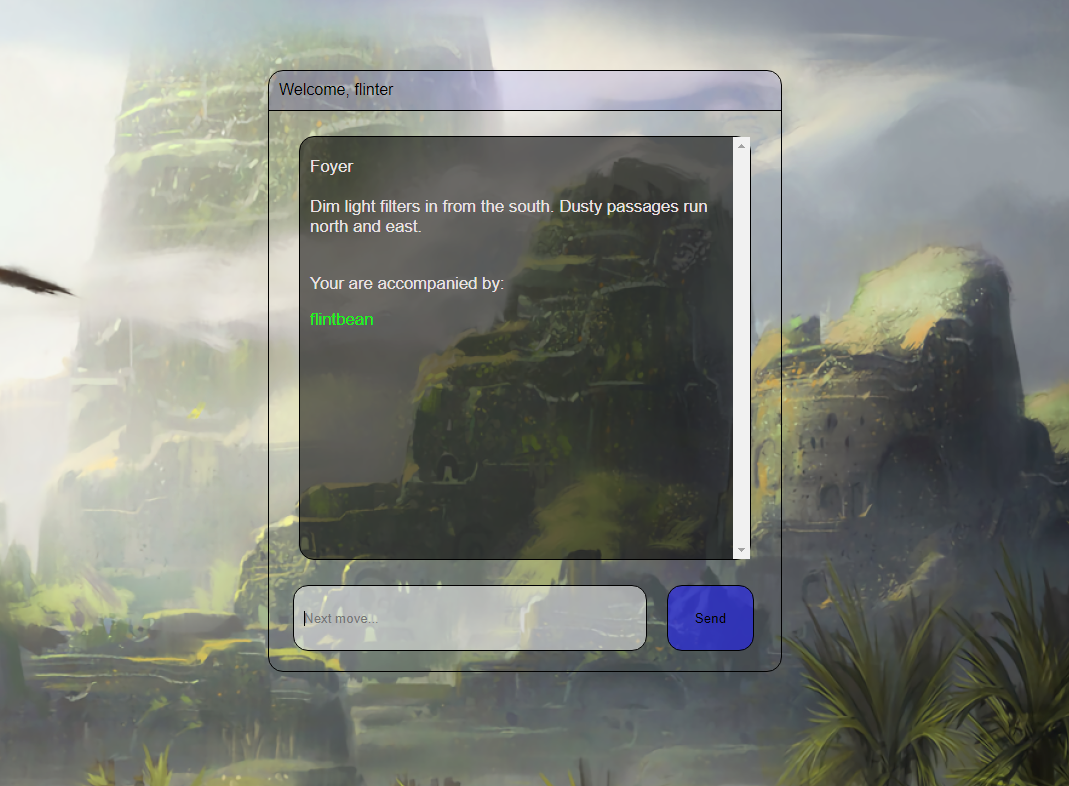 Welcome, flinter
Foyer
Dim light filters in from the south. Dusty passages run
north and east.
Your are accompanied by:
flintbean
Next move...
Send